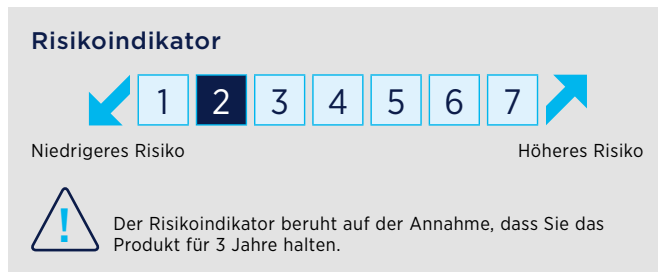 Risikoindikator
1 2 3 4 5 6 7
Niedrigeres Risiko Höheres Risiko
! Der Risikoindikator beruht auf der Annahme, dass Sie das
Produkt für 3 Jahre halten.